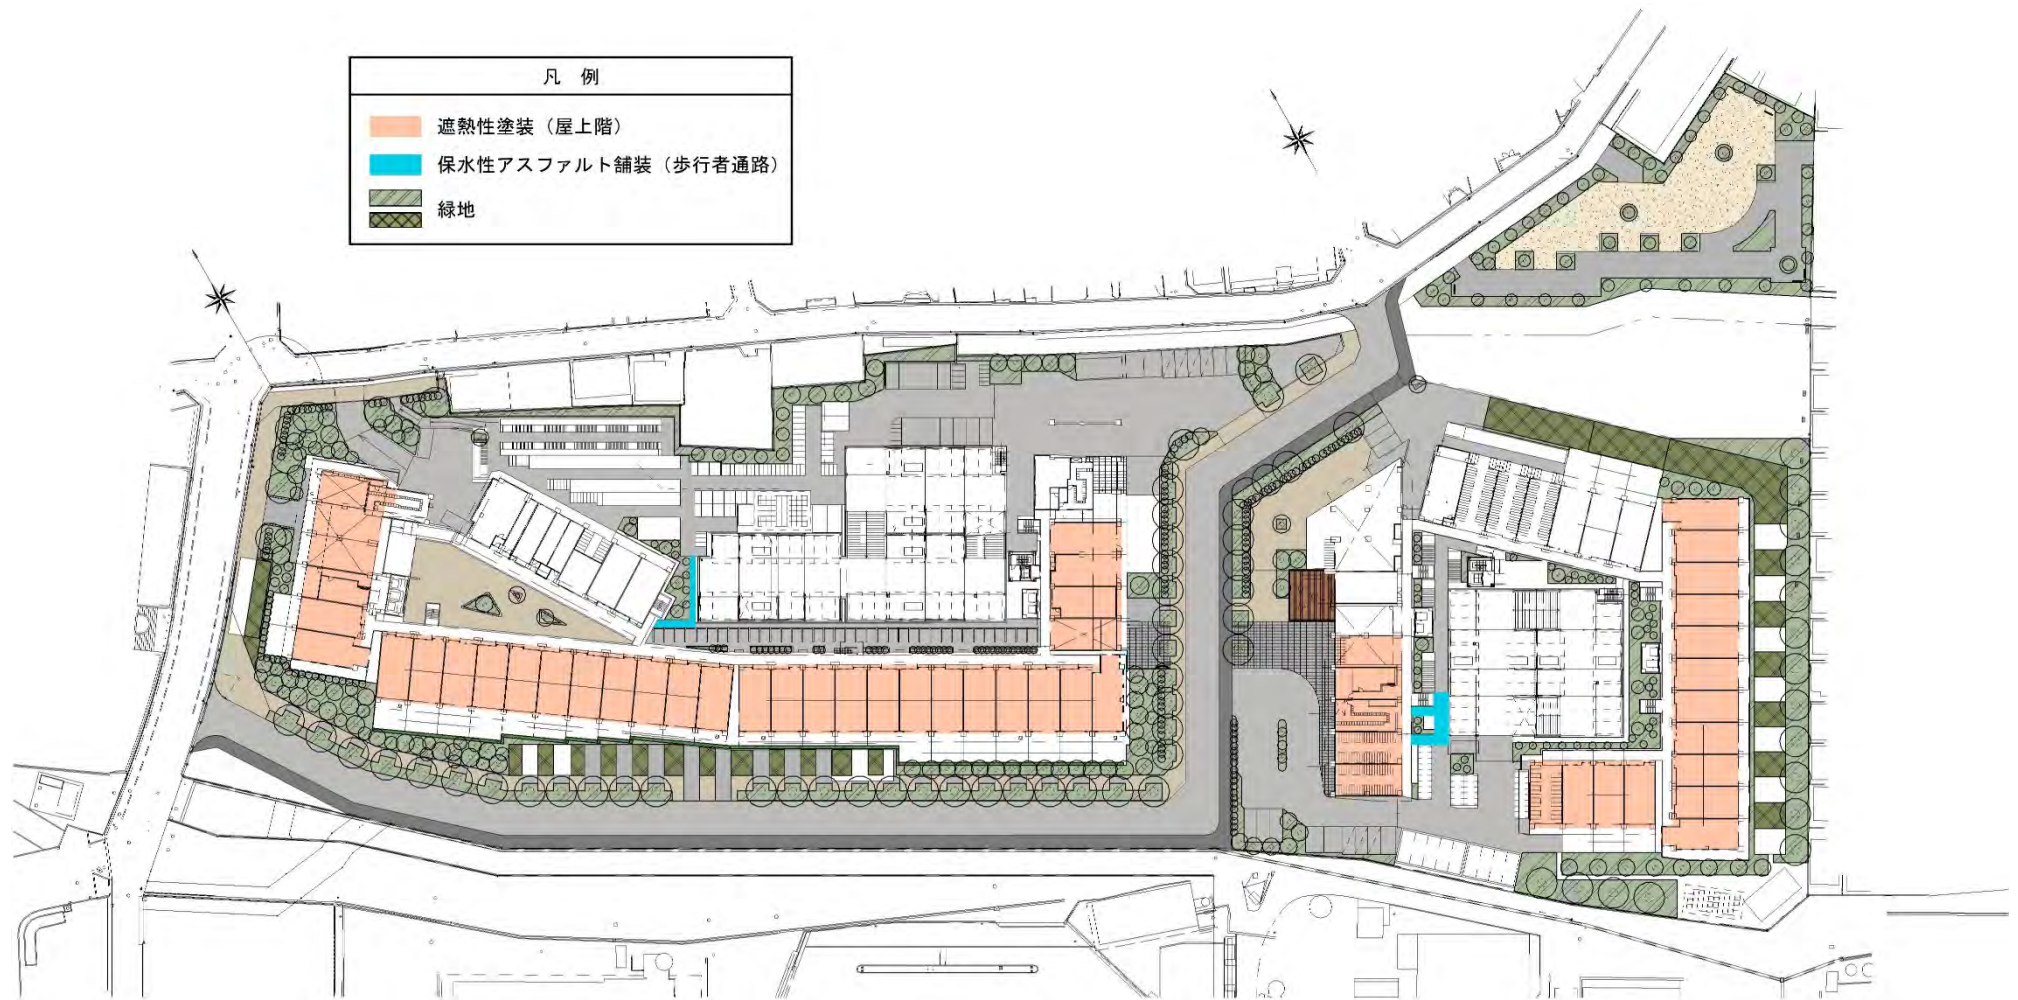 凡 例
遮熱性塗装（屋上階）
保水性アスファルト舗装（歩行者通路）
緑地